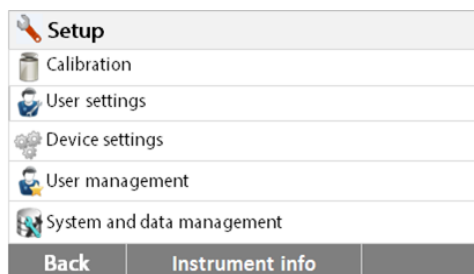 Setup
Calibration
User settings
Device settings
User management
System and data management
Back Instrument info